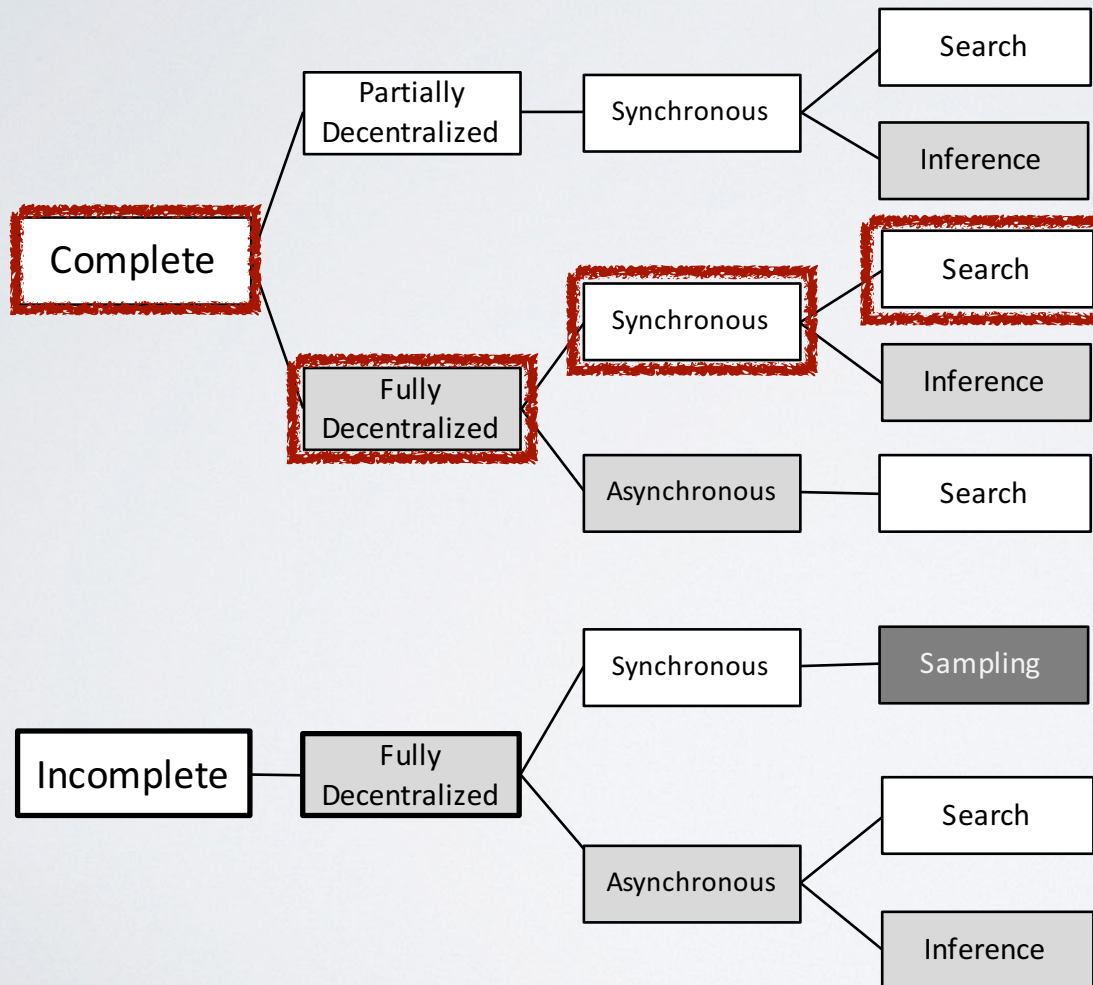 Search
Partially
Decentralized
Synchronous
Inference
Complete
Search
Synchronous
Fully
Decentralized
Inference
Asynchronous
Search
Synchronous
Sampling
Incomplete
Fully
Decentralized
Search
Asynchronous
Inference